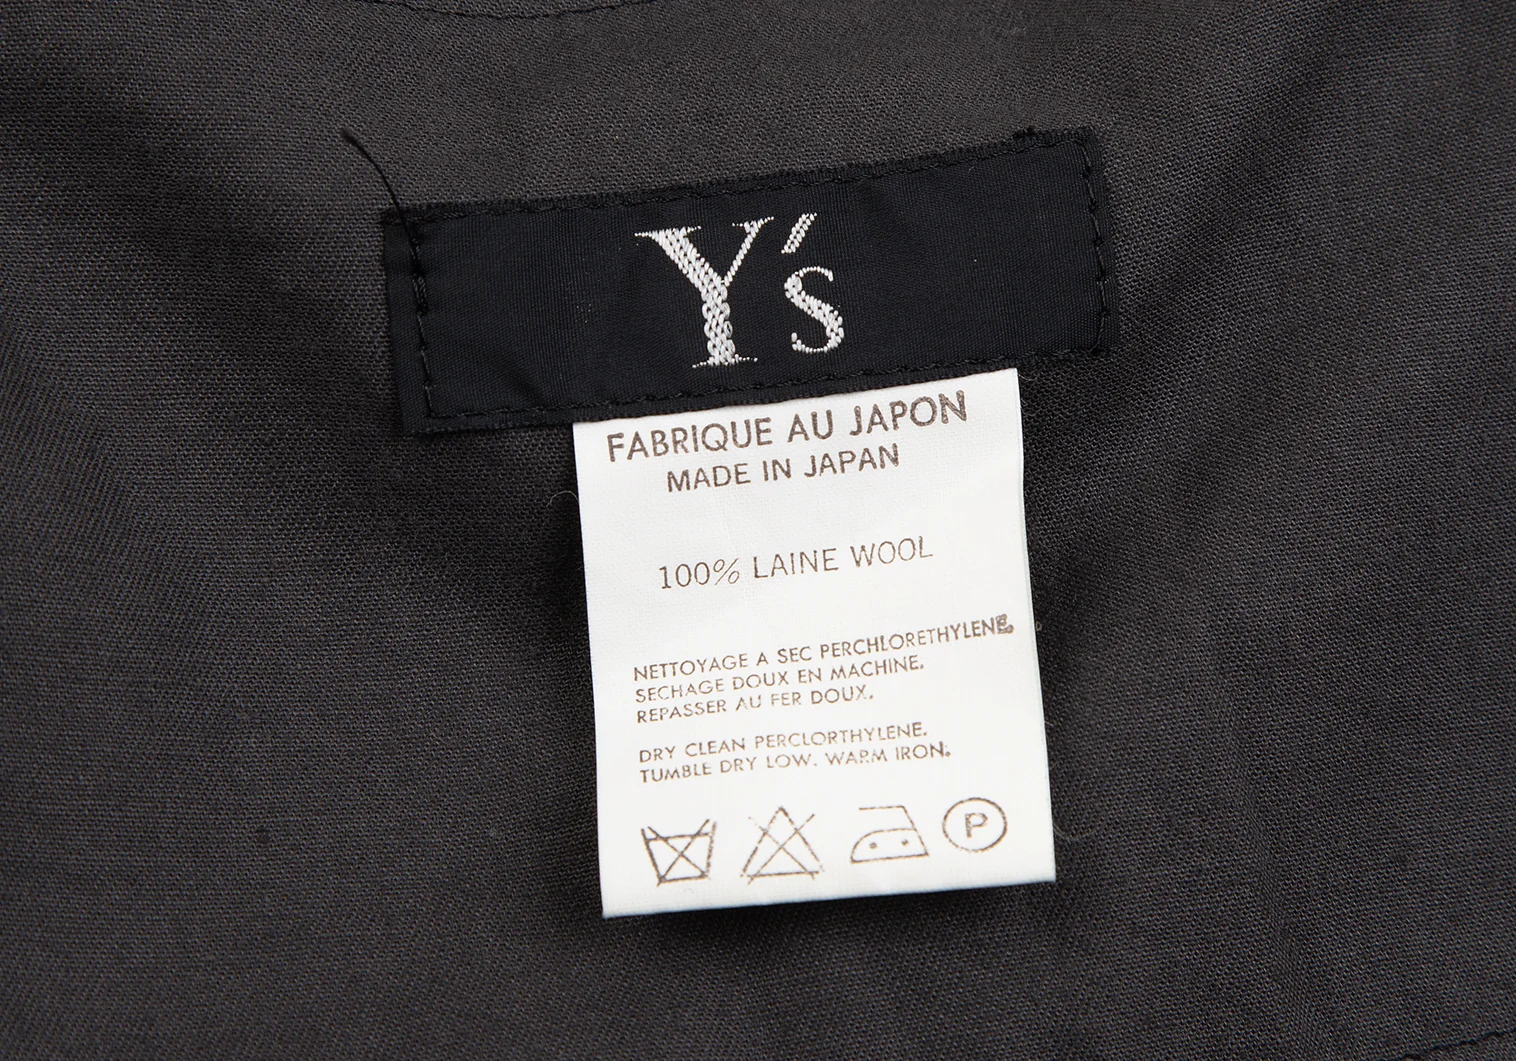 Y's
FABRIQUE AU JAPON
MADE IN JAPAN
100% LAINE WOOL
NETTOYAGE A SEC PERCHLORETHYLENE.
SECHAGE DOUX EN MACHINE.
REPASSER AU FER DOUX.
DRY CLEAN PERCLORTHYLENE.
TUMBLE DRY LOW. WARM IRON.
P